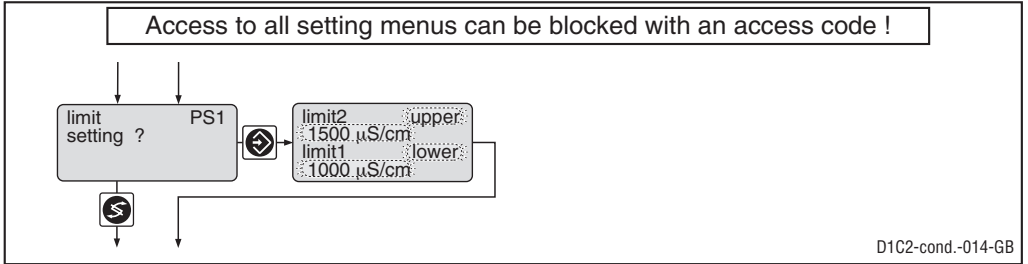 Access to all setting menus can be blocked with an access code !
limit PS1
setting ?
limit2 upper
1500 µS/cm
limit1 lower
1000 µS/cm
D1C2-cond.-014-GB